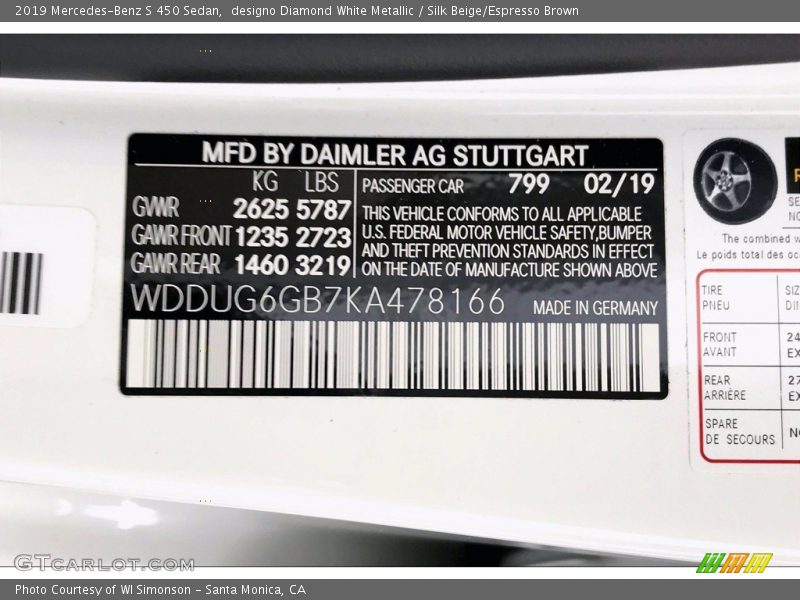 2019 Mercedes-Benz S 450 Sedan,  designo Diamond White Metallic / Silk Beige/Espresso Brown
MFD BY DAIMLER AG STUTTGART
KG LBS
GWR 2625 5787
GAWR FRONT 1235 2723
GAWR REAR 1460 3219
PASSENGER CAR 799 02/19
THIS VEHICLE CONFORMS TO ALL APPLICABLE
U.S. FEDERAL MOTOR VEHICLE SAFETY,BUMPER
AND THEFT PREVENTION STANDARDS IN EFFECT
ON THE DATE OF MANUFACTURE SHOWN ABOVE
WDDUG6GB7KA478166 MADE IN GERMANY
The combined
Le poids total des
TIRE
PNEU
FRONT
AVANT
REAR
ARRIÈRE
SPARE
DE SECOURS
GTCARLOT.COM
Photo Courtesy of WI Simonson - Santa Monica, CA